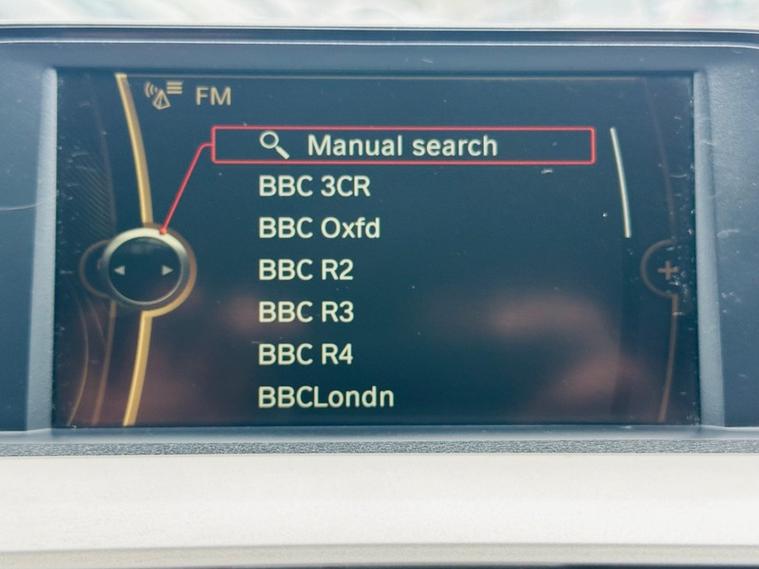 FM
Manual search
BBC 3CR
BBC Oxfd
BBC R2
BBC R3
BBC R4
BBCLondn